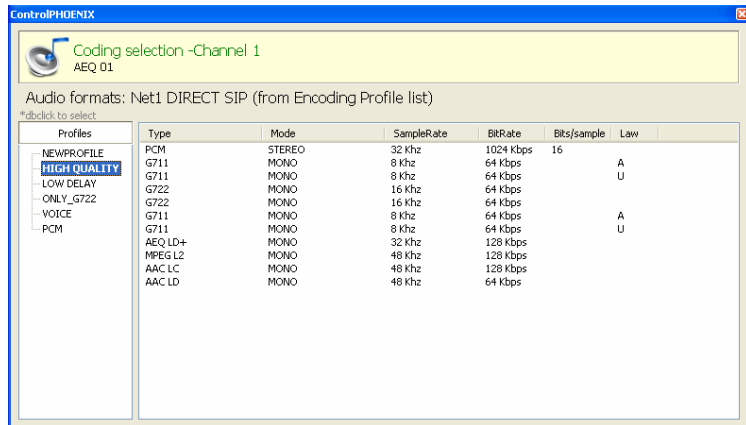 ControlPHOENIX
Coding selection -Channel 1
AEQ 01
Audio formats: Net1 DIRECT SIP (from Encoding Profile list)
*dbclick to select
Profiles
NEWPROFILE
HIGH QUALITY
LOW DELAY
ONLY_G722
VOICE
PCM
Type Mode SampleRate BitRate Bits/sample Law
PCM STEREO 32 Khz 1024 Kbps 16
G711 MONO 8 Khz 64 Kbps A
G711 MONO 8 Khz 64 Kbps U
G722 MONO 16 Khz 64 Kbps
G722 MONO 16 Khz 64 Kbps
G711 MONO 8 Khz 64 Kbps A
G711 MONO 8 Khz 64 Kbps U
AEQ LD+ MONO 32 Khz 128 Kbps
MPEG L2 MONO 48 Khz 128 Kbps
AAC LC MONO 48 Khz 128 Kbps
AAC LD MONO 48 Khz 64 Kbps